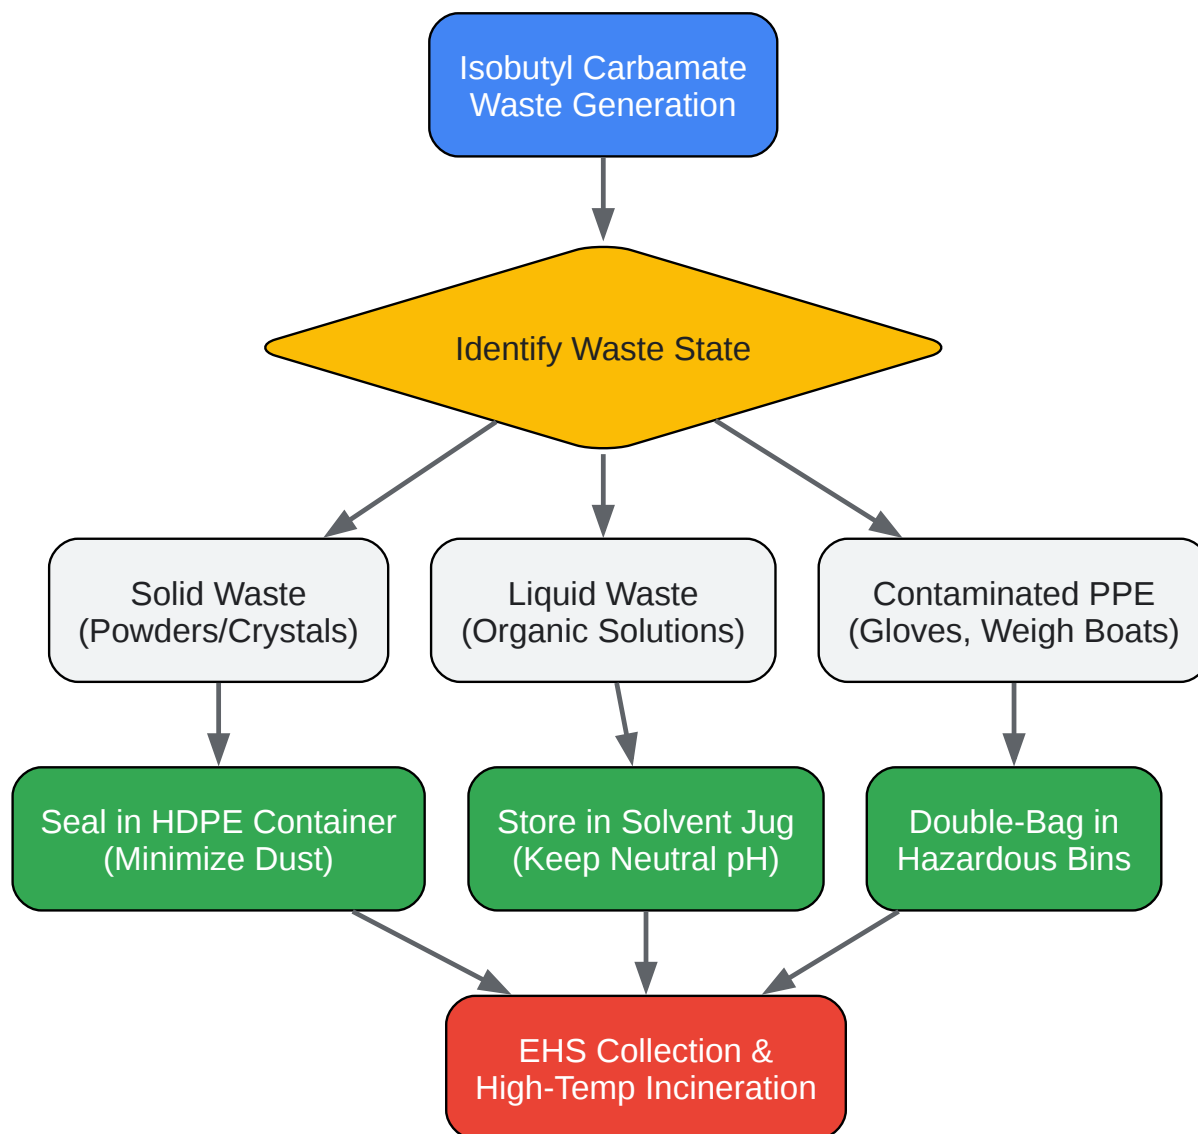 Isobutyl Carbamate
Waste Generation
Identify Waste State
Solid Waste
(Powders/Crystals)
Liquid Waste
(Organic Solutions)
Contaminated PPE
(Gloves, Weigh Boats)
Seal in HDPE Container
(Minimize Dust)
Store in Solvent Jug
(Keep Neutral pH)
Double-Bag in
Hazardous Bins
EHS Collection &
High-Temp Incineration